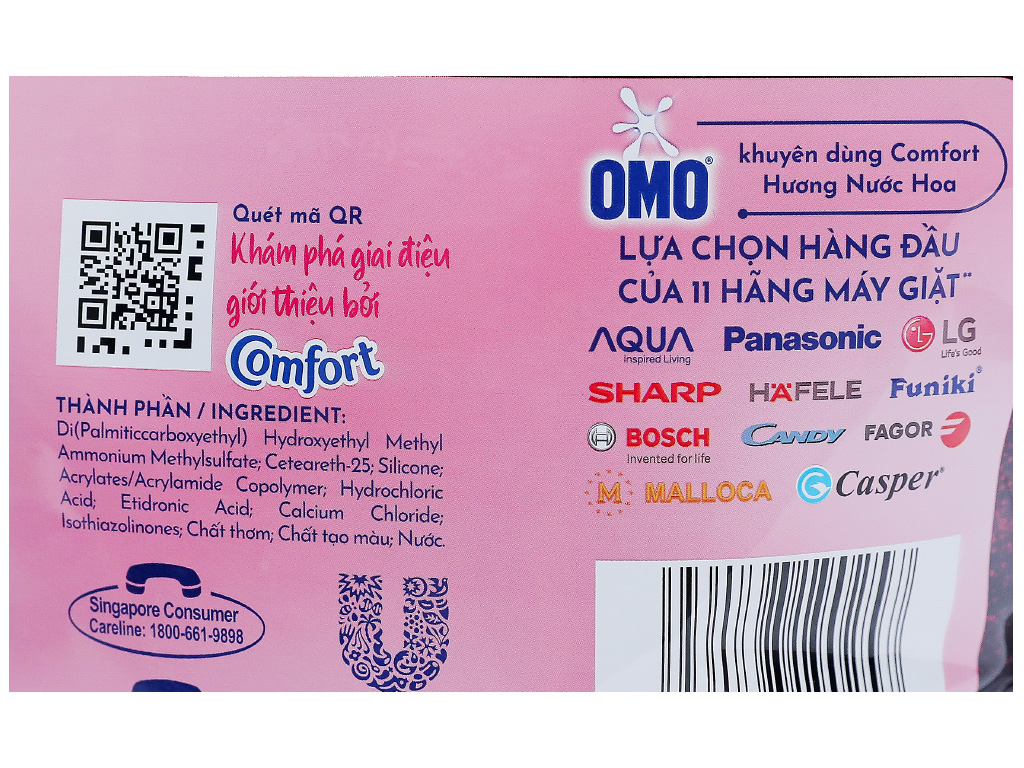 Quét mã QR
Khám phá giai điệu
giới thiệu bởi
Comfort
THÀNH PHẦN / INGREDIENT:
Di(Palmiticcarboxyethyl) Hydroxyethyl Methyl
Ammonium Methylsulfate; Ceteareth-25; Silicone;
Acrylates/Acrylamide Copolymer; Hydrochloric
Acid; Etidronic Acid; Calcium Chloride;
Isothiazolinones; Chất thơm; Chất tạo màu; Nước.
Singapore Consumer
Careline: 1800-661-9898
OMO®
khuyên dùng Comfort
Hương Nước Hoa
LỰA CHỌN HÀNG ĐẦU
CỦA 11 HÃNG MÁY GIẶT**
AQUA Panasonic LG
Inspired Living Life's Good
SHARP HÄFELE Funiki®
BOSCH CANDY FAGOR
Invented for life
M MALLOCA Casper®